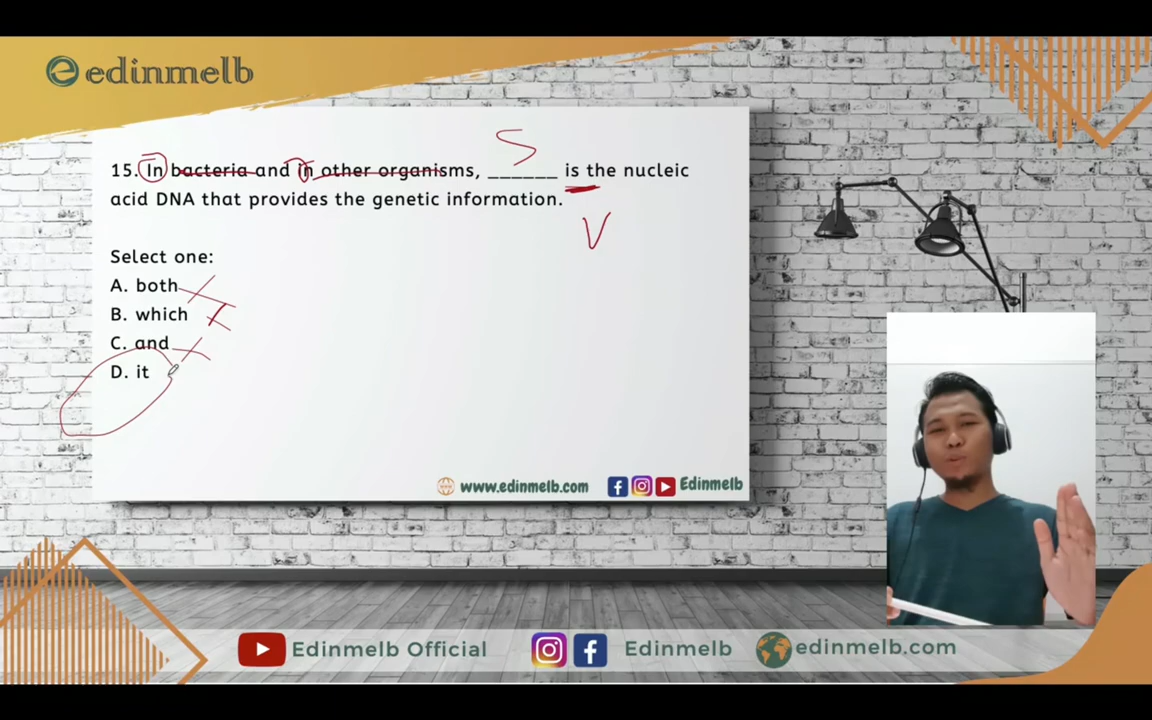 edinmelb
S
15. In bacteria and in other organisms, ______ is the nucleic
acid DNA that provides the genetic information.
V
Select one:
A. both
B. which
C. and
D. it
www.edinmelb.com Edinmelb
Edinmelb Official Edinmelb edinmelb.com